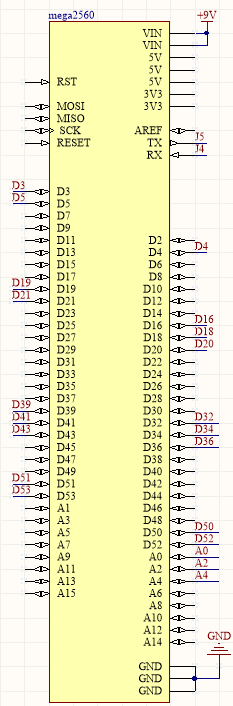 mega2560 +9V
VIN
VIN
5V
5V
RST 5V
3V3
MOSI 3V3
MISO
SCK AREF
RESET TX J5
RX J4
D3 D3
D5 D5
D7
D9
D11 D2
D13 D4 D4
D15 D6
D17 D8
D19 D19 D10
D21 D21 D12
D23 D14
D25 D16 D16
D27 D18 D18
D29 D20 D20
D31 D22
D33 D24
D35 D26
D37 D28
D39 D39 D30
D41 D41 D32 D32
D43 D43 D34 D34
D45 D36 D36
D47 D38
D49 D40
D51 D51 D42
D53 D53 D44
A1 D46
A3 D48
A5 D50 D50
A7 D52 D52
A9 A0 A0
A11 A2 A2
A13 A4 A4
A15 A6
A8
A10
A12
A14
GND
GND
GND
GND